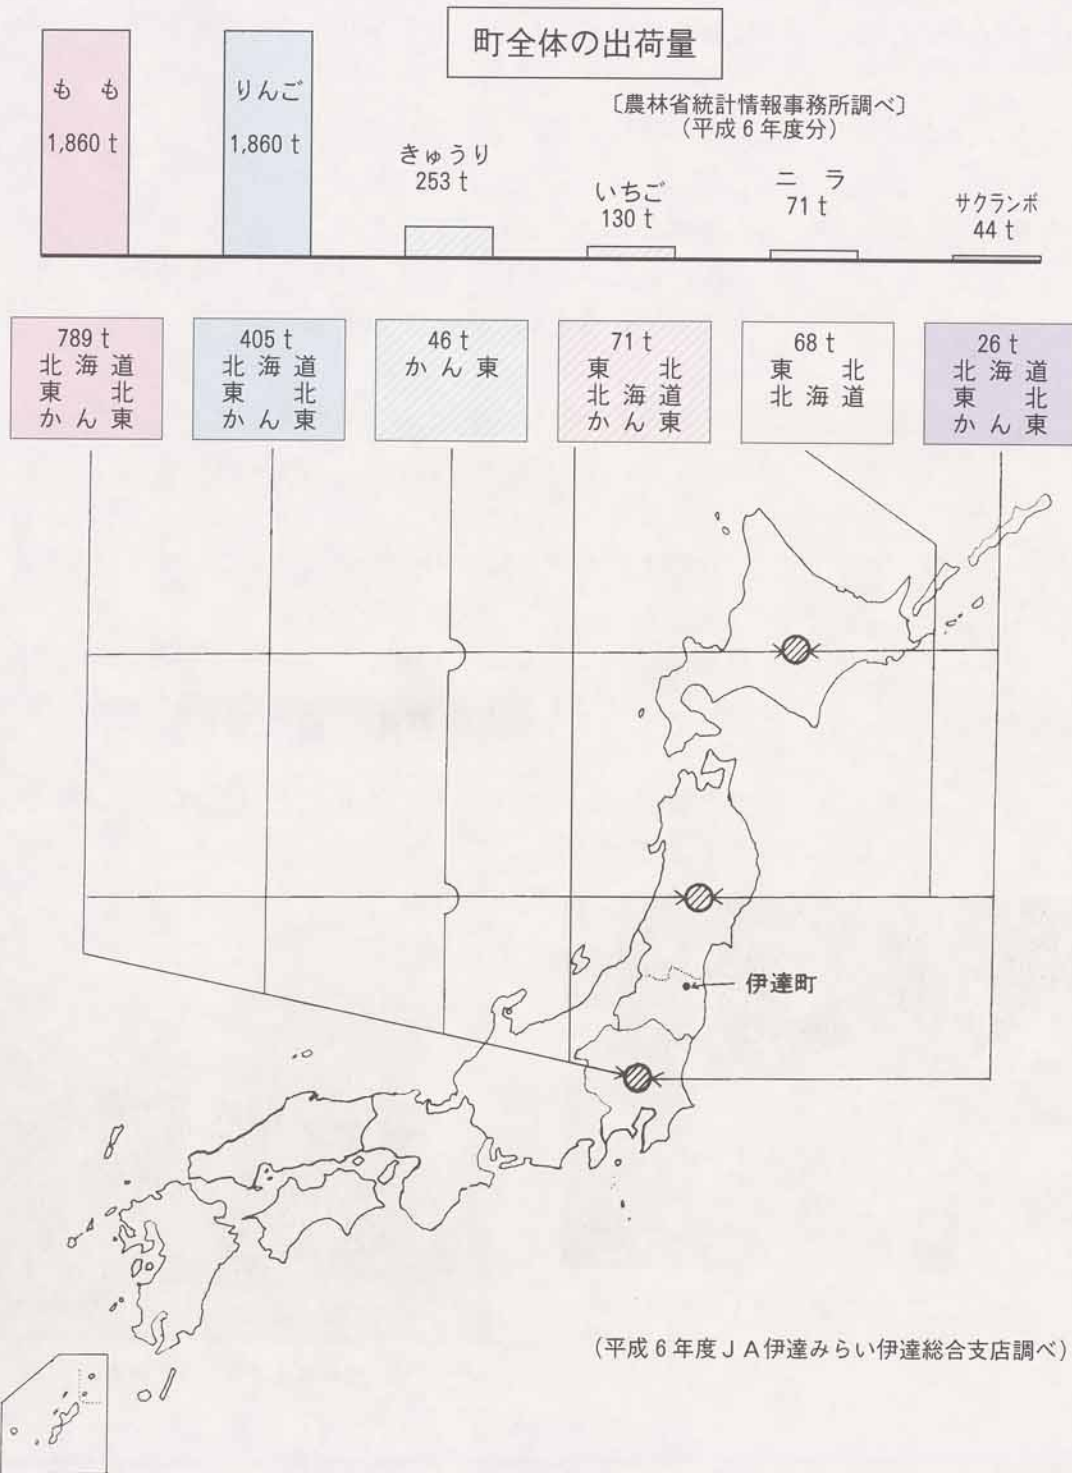 町全体の出荷量
〔農林省統計情報事務所調べ〕
（平成６年度分）
も も
1,860 t
りんご
1,860 t
きゅうり
253 t
いちご
130 t
ニ ラ
71 t
サクランボ
44 t
789 t
北 海 道
東 北
か ん 東
405 t
北 海 道
東 北
か ん 東
46 t
か ん 東
71 t
東 北
北 海 道
か ん 東
68 t
東 北
北 海 道
26 t
北 海 道
東 北
か ん 東
伊達町
（平成６年度ＪＡ伊達みらい伊達総合支店調べ）